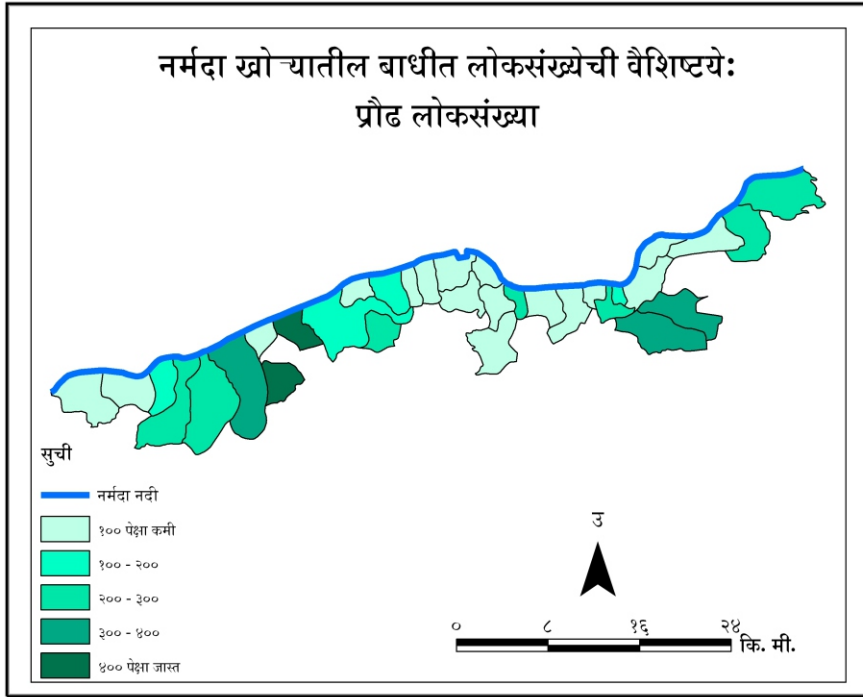 नर्मदा खोऱ्यातील बाधीत लोकसंख्येची वैशिष्टये:
प्रौढ लोकसंख्या
सुची
नर्मदा नदी
१०० पेक्षा कमी
१०० - २००
२०० - ३००
३०० - ४००
४०० पेक्षा जास्त
उ
० ८ १६ २४
कि. मी.